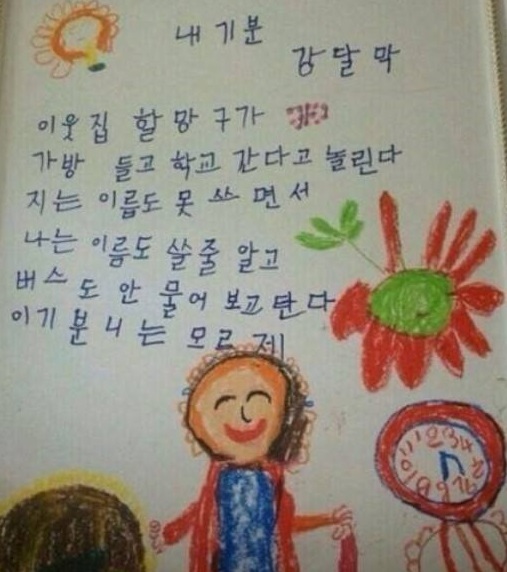 내 기분
강달막
이웃집 할망구가
가방 들고 학교 간다고 놀린다
지는 이름도 못 쓰면서
나는 이름도 쓸줄 알고
버스도 안 물어 보고 탄다
이기분 니는 모르제